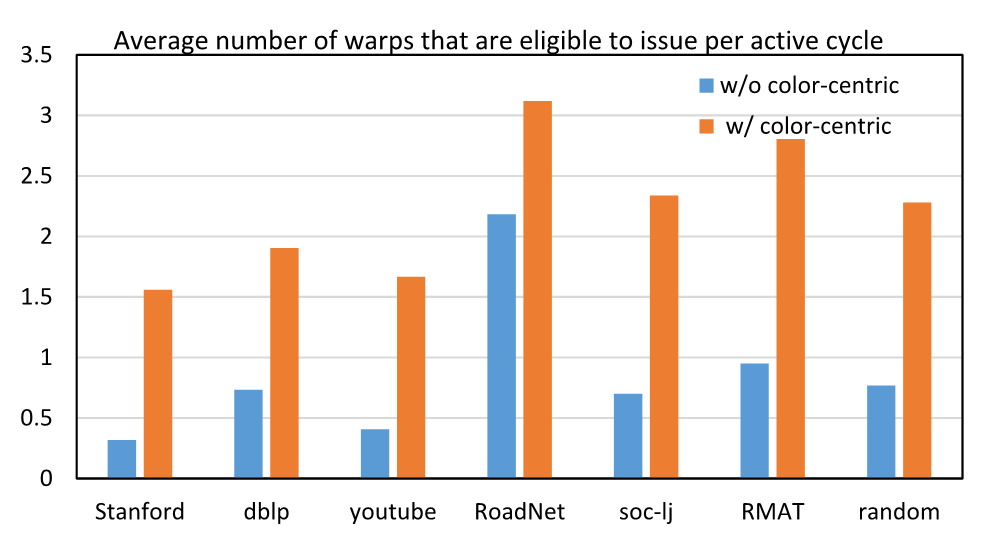 Average number of warps that are eligible to issue per active cycle
3.5
3
2.5
2
1.5
1
0.5
0
w/o color-centric
w/ color-centric
Stanford dblp youtube RoadNet soc-lj RMAT random